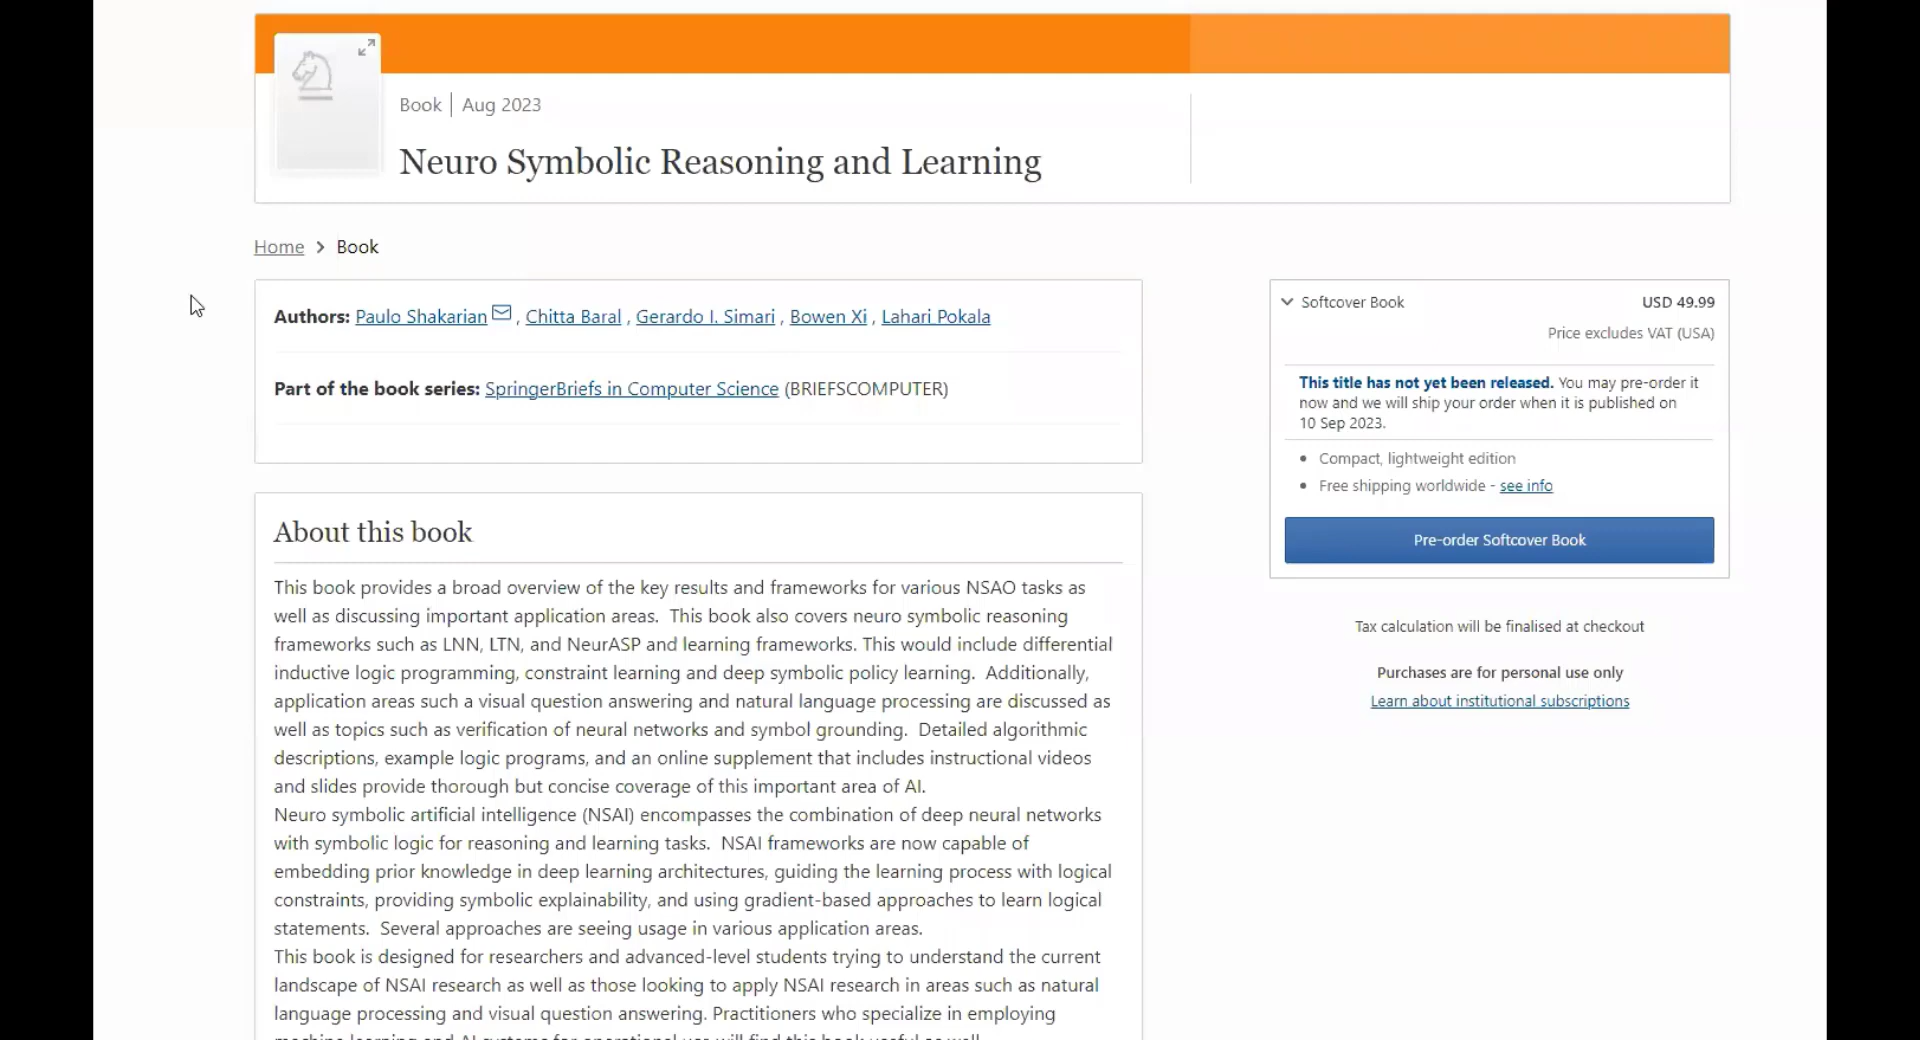 Book | Aug 2023
Neuro Symbolic Reasoning and Learning
Home > Book
Authors: Paulo Shakarian , Chitta Baral , Gerardo I. Simari , Bowen Xi , Lahari Pokala
Part of the book series: SpringerBriefs in Computer Science (BRIEFSCOMPUTER)
About this book
This book provides a broad overview of the key results and frameworks for various NSAO tasks as
well as discussing important application areas. This book also covers neuro symbolic reasoning
frameworks such as LNN, LTN, and NeurASP and learning frameworks. This would include differential
inductive logic programming, constraint learning and deep symbolic policy learning. Additionally,
application areas such a visual question answering and natural language processing are discussed as
well as topics such as verification of neural networks and symbol grounding. Detailed algorithmic
descriptions, example logic programs, and an online supplement that includes instructional videos
and slides provide thorough but concise coverage of this important area of AI.
Neuro symbolic artificial intelligence (NSAI) encompasses the combination of deep neural networks
with symbolic logic for reasoning and learning tasks. NSAI frameworks are now capable of
embedding prior knowledge in deep learning architectures, guiding the learning process with logical
constraints, providing symbolic explainability, and using gradient-based approaches to learn logical
statements. Several approaches are seeing usage in various application areas.
This book is designed for researchers and advanced-level students trying to understand the current
landscape of NSAI research as well as those looking to apply NSAI research in areas such as natural
language processing and visual question answering. Practitioners who specialize in employing
machine learning and AI systems for operational use will find this book useful as well.
Softcover Book USD 49.99
Price excludes VAT (USA)
This title has not yet been released. You may pre-order it
now and we will ship your order when it is published on
10 Sep 2023.
• Compact, lightweight edition
• Free shipping worldwide - see info
Pre-order Softcover Book
Tax calculation will be finalised at checkout
Purchases are for personal use only
Learn about institutional subscriptions